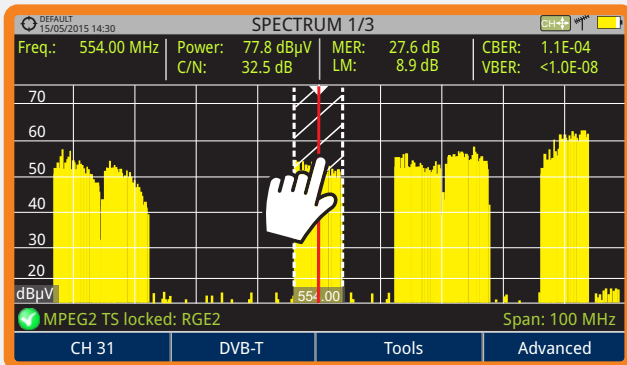 DEFAULT
15/05/2015 14:30
SPECTRUM 1/3
CH
Freq.: 554.00 MHz
Power: 77.8 dBµV
C/N: 32.5 dB
MER: 27.6 dB
LM: 8.9 dB
CBER: 1.1E-04
VBER: <1.0E-08
70
60
50
40
30
20
dBµV
554.00
MPEG2 TS locked: RGE2
Span: 100 MHz
CH 31
DVB-T
Tools
Advanced